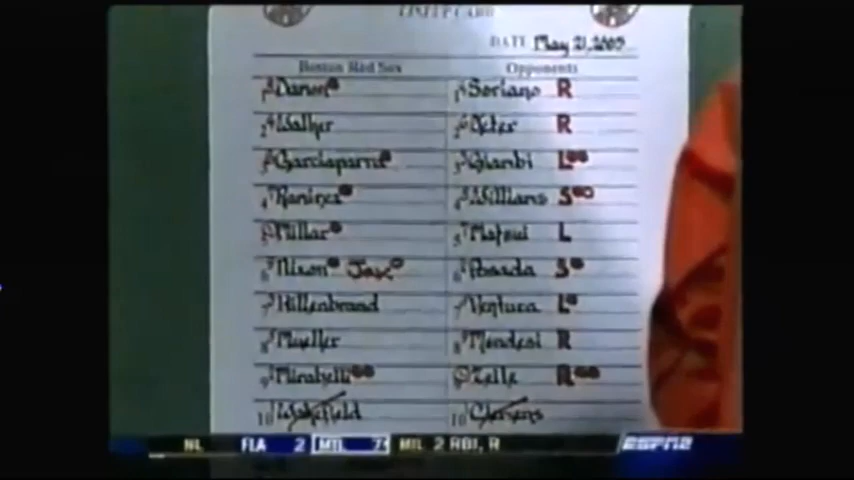 LINEUP CARD
DATE May 21, 2003
Boston Red Sox Opponents
1 Damon 1 Soriano R
2 Walker 2 Jeter R
3 Garciaparra 3 Giambi L
4 Ramirez 4 Williams S
5 Millar 5 Matsui L
6 Nixon Jax 6 Posada S
7 Hillenbrand 7 Ventura L
8 Mueller 8 Mondesi R
9 Mirabelli 9 Zeile R
10 Wakefield 10 Clemens
NL FLA 2 MIL 7 MIL 2 RBI, R ESPN2